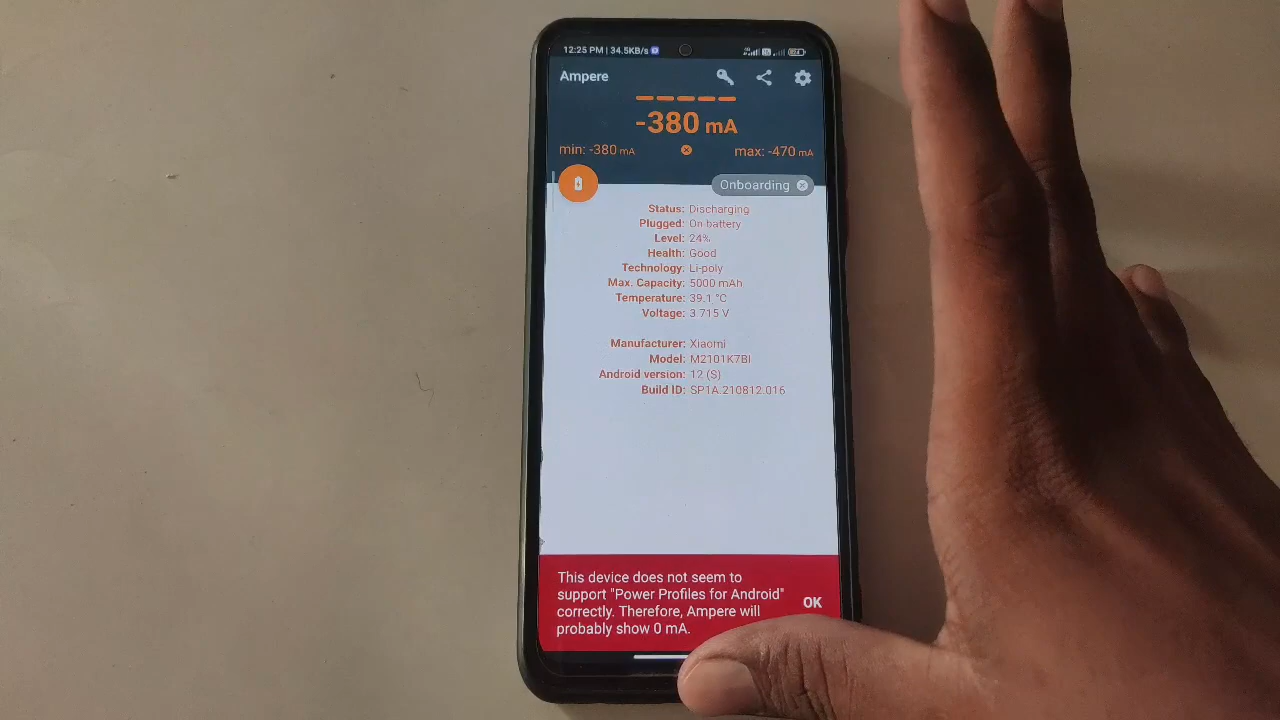 12:25 PM | 34.5KB/s
Ampere
-380 mA
min: -380 mA
max: -470 mA
Onboarding
Status: Discharging
Plugged: On battery
Level: 24%
Health: Good
Technology: Li-poly
Max. Capacity: 5000 mAh
Temperature: 39.1 °C
Voltage: 3.715 V
Manufacturer: Xiaomi
Model: M2101K7BI
Android version: 12 (S)
Build ID: SP1A.210812.016
This device does not seem to
support "Power Profiles for Android"
correctly. Therefore, Ampere will
probably show 0 mA.
OK